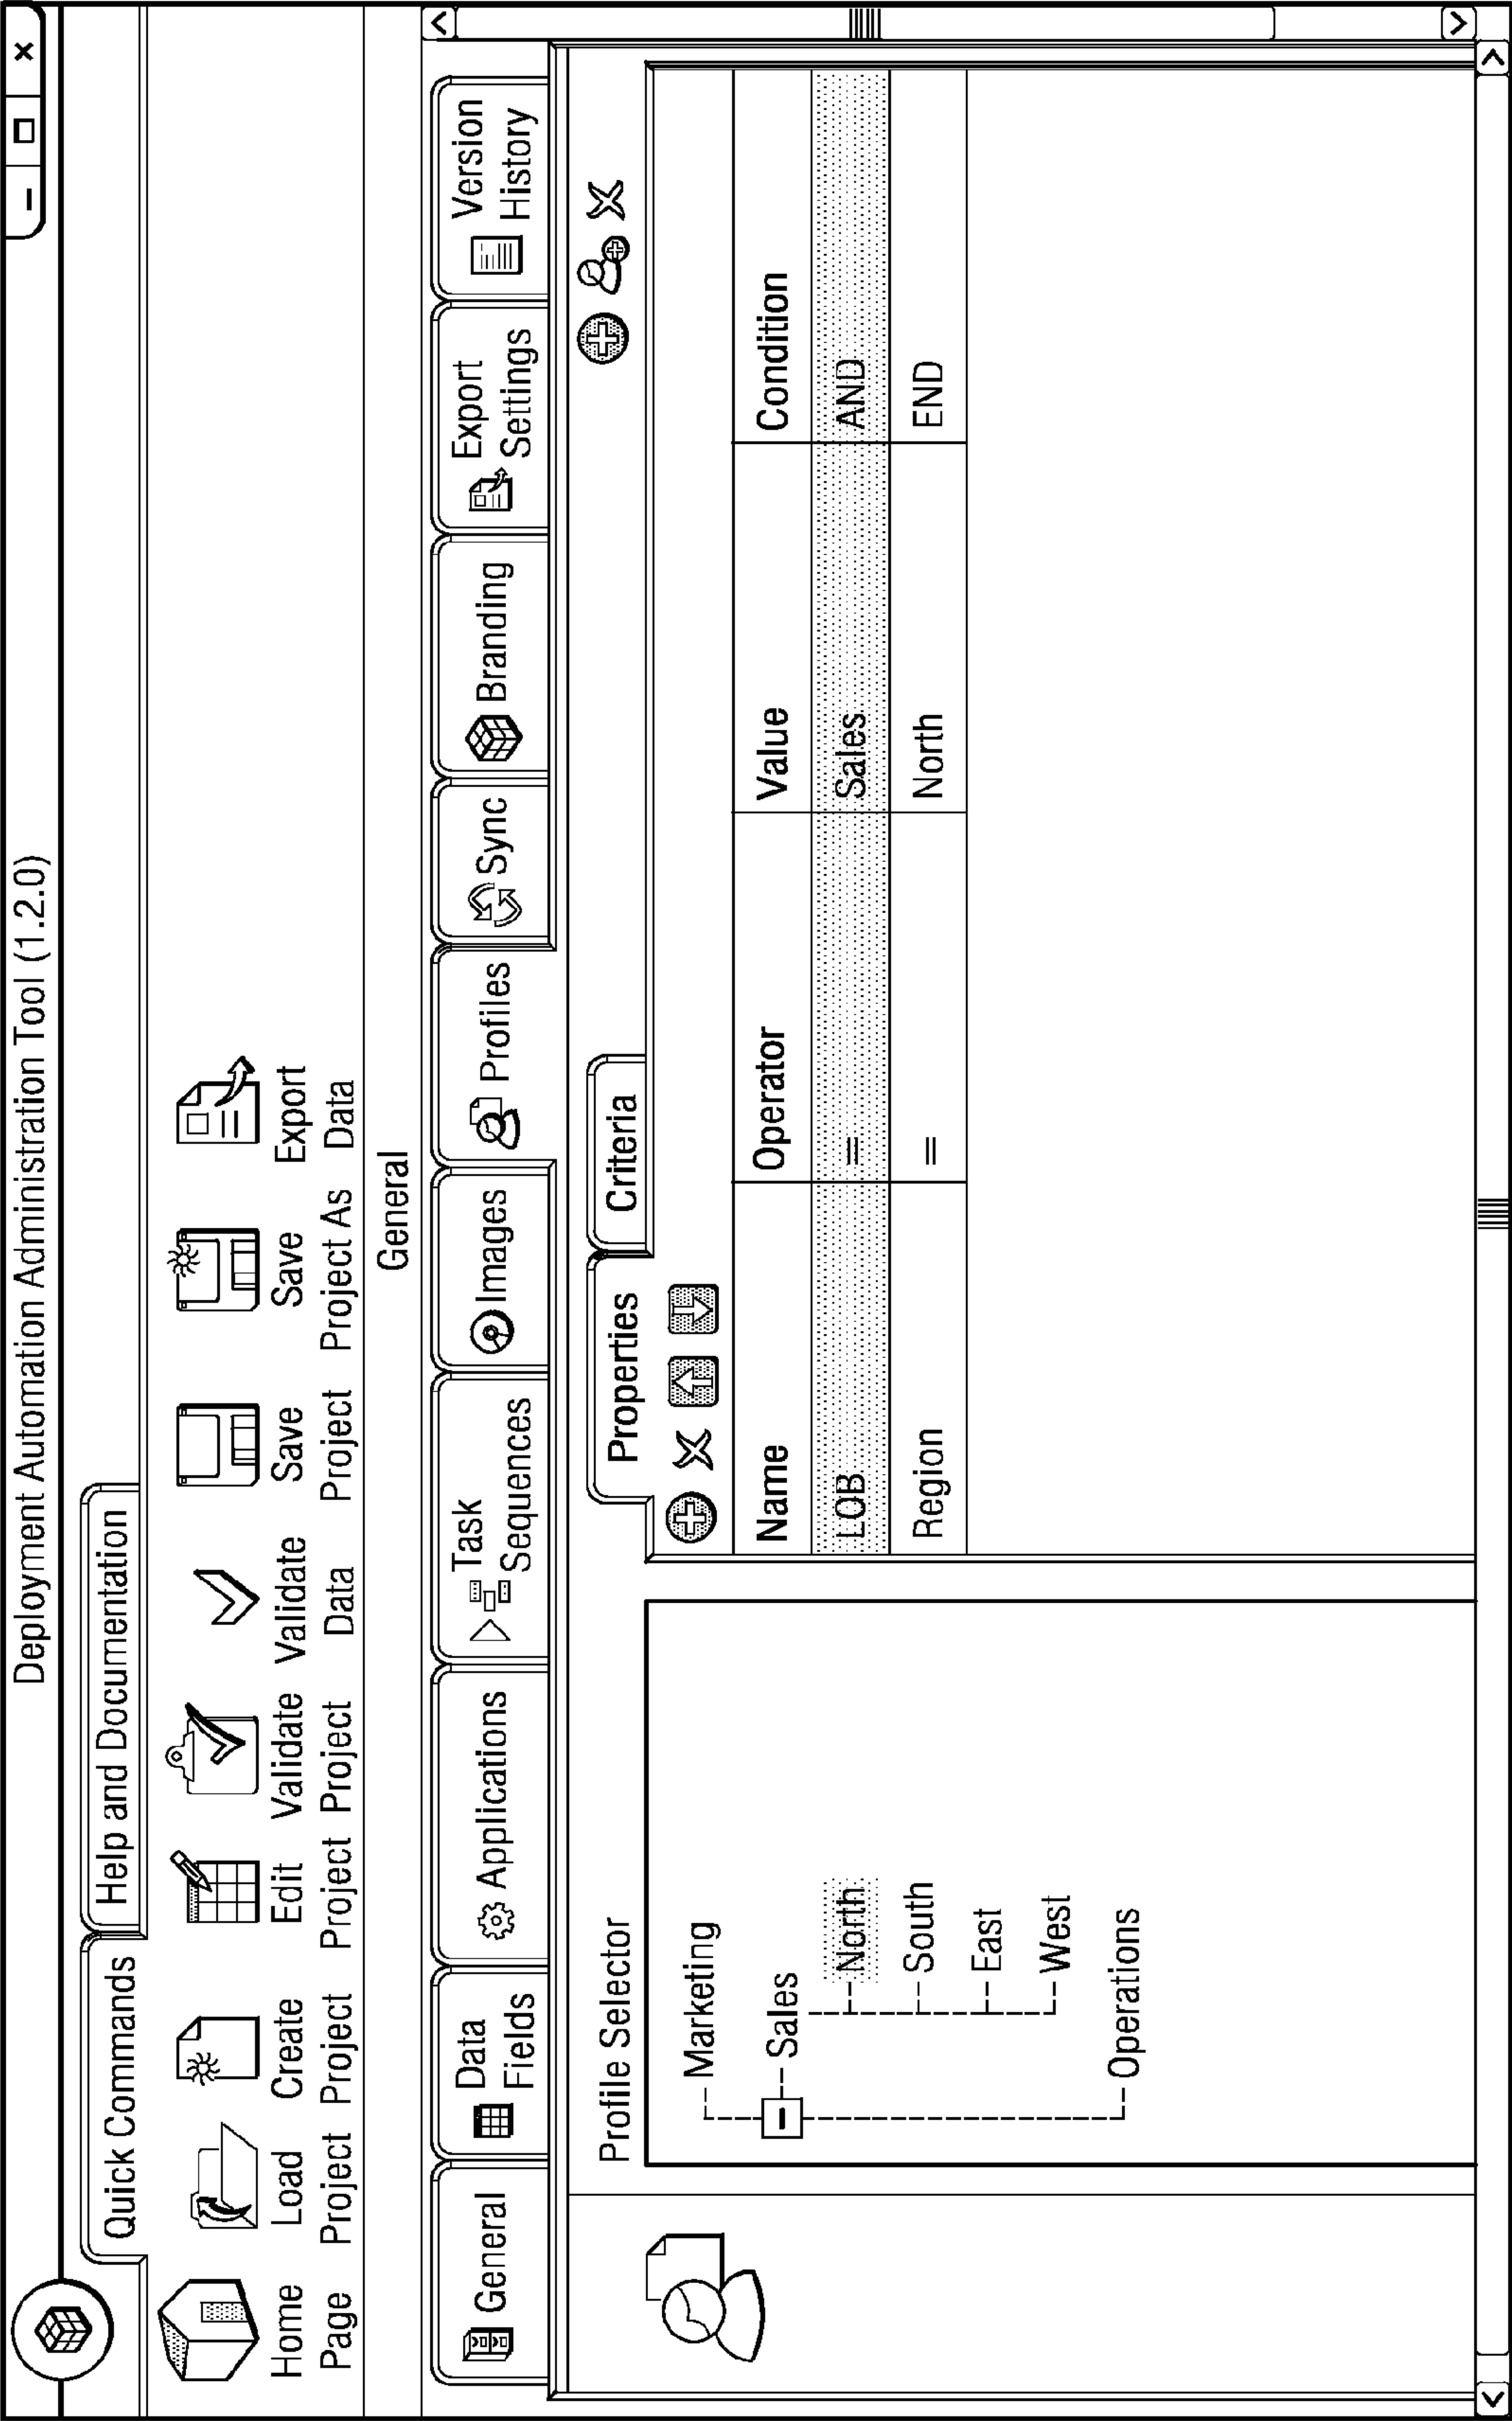 Deployment Automation Administration Tool (1.2.0)
Quick Commands
Help and Documentation
Home
Page
Load
Project
Create
Project
Edit
Project
Validate
Project
Validate
Data
Save
Project
Save
Project As
Export
Data
General
General
Data
Fields
Applications
Task
Sequences
Images
Profiles
Sync
Branding
Export
Settings
Version
History
Profile Selector
Marketing
Sales
North
South
East
West
Operations
Properties
Criteria
Name Operator Value Condition
LOB = Sales AND
Region = North END